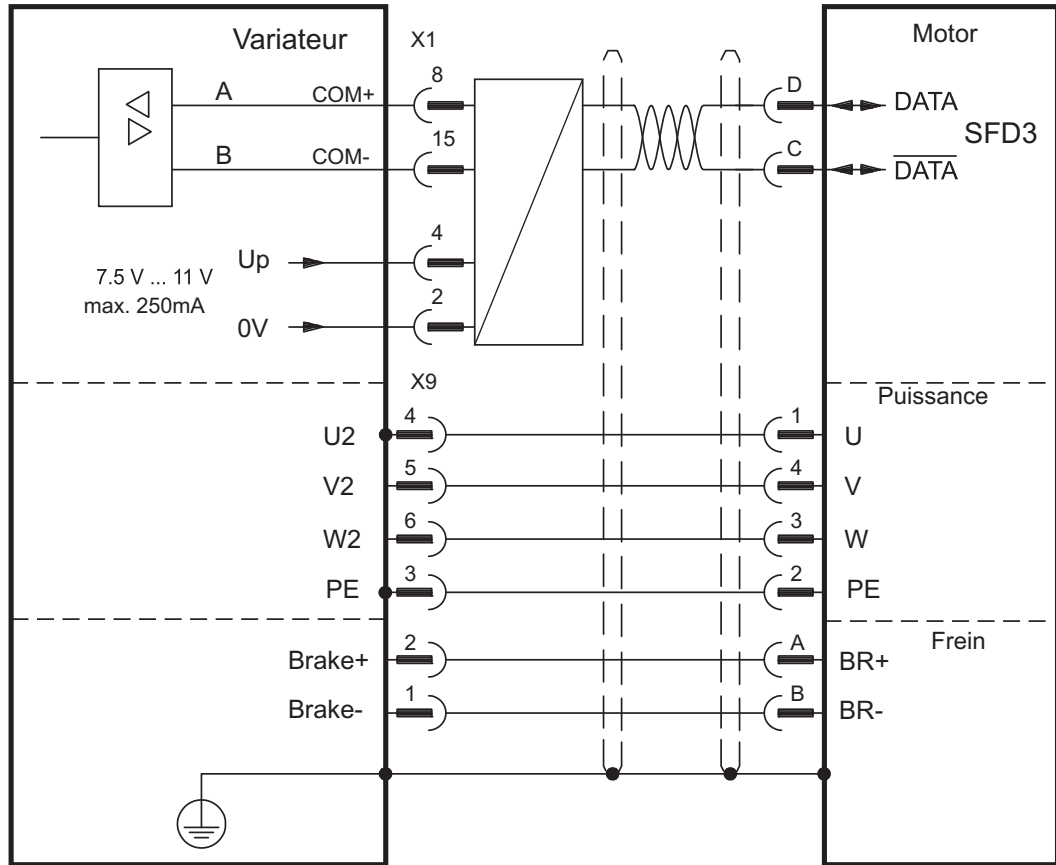 Variateur X1 Motor
A COM+ 8 D DATA
SFD3
B COM- 15 C DATA
Up 4
7.5 V ... 11 V
max. 250mA
0V 2
X9
Puissance
U2 4 1 U
V2 5 4 V
W2 6 3 W
PE 3 2 PE
Frein
Brake+ 2 A BR+
Brake- 1 B BR-